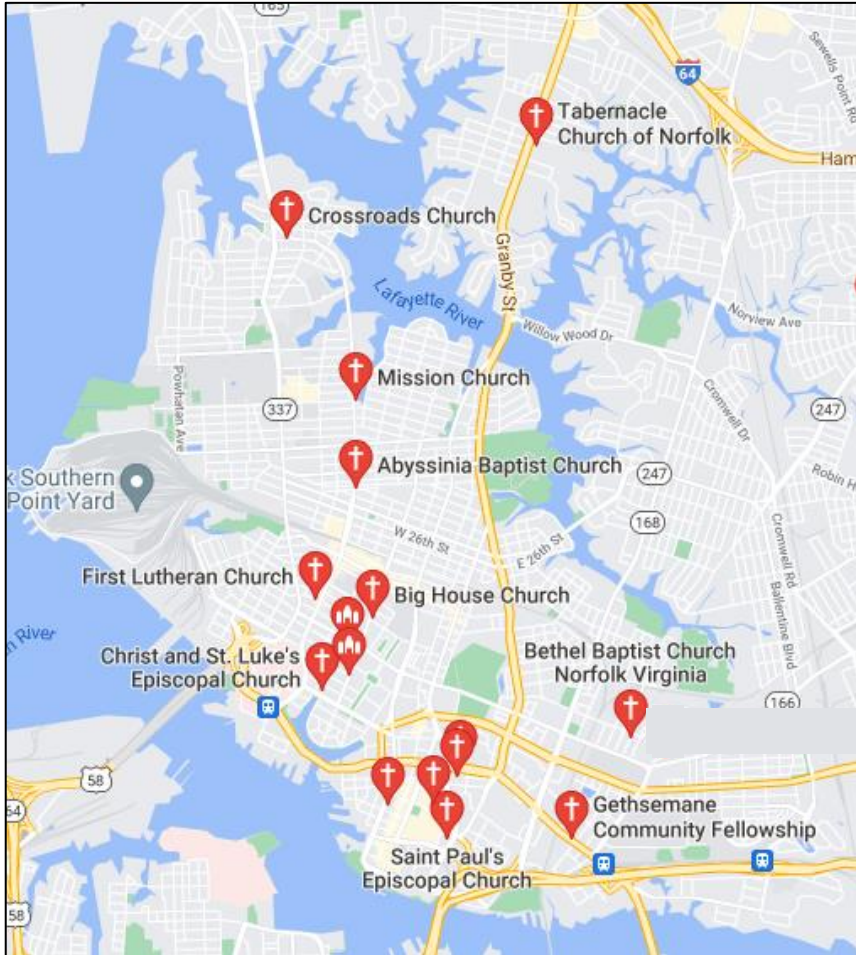 165
64
Sewells Point Rd
Tabernacle
Church of Norfolk
Ham
Crossroads Church
Granby St
Lafayette River
Norview Ave
Willow Wood Dr
Powhatan Ave
Mission Church
337
Cromwell Dr
247
Abyssinia Baptist Church
247
Robin H
k Southern
Point Yard
168
W 26th St
E 26th St
Cromwell Rd
First Lutheran Church
Big House Church
Ballentine Blvd
n River
Christ and St. Luke's
Episcopal Church
Bethel Baptist Church
Norfolk Virginia
166
58
64
Gethsemane
Community Fellowship
Saint Paul's
Episcopal Church
58